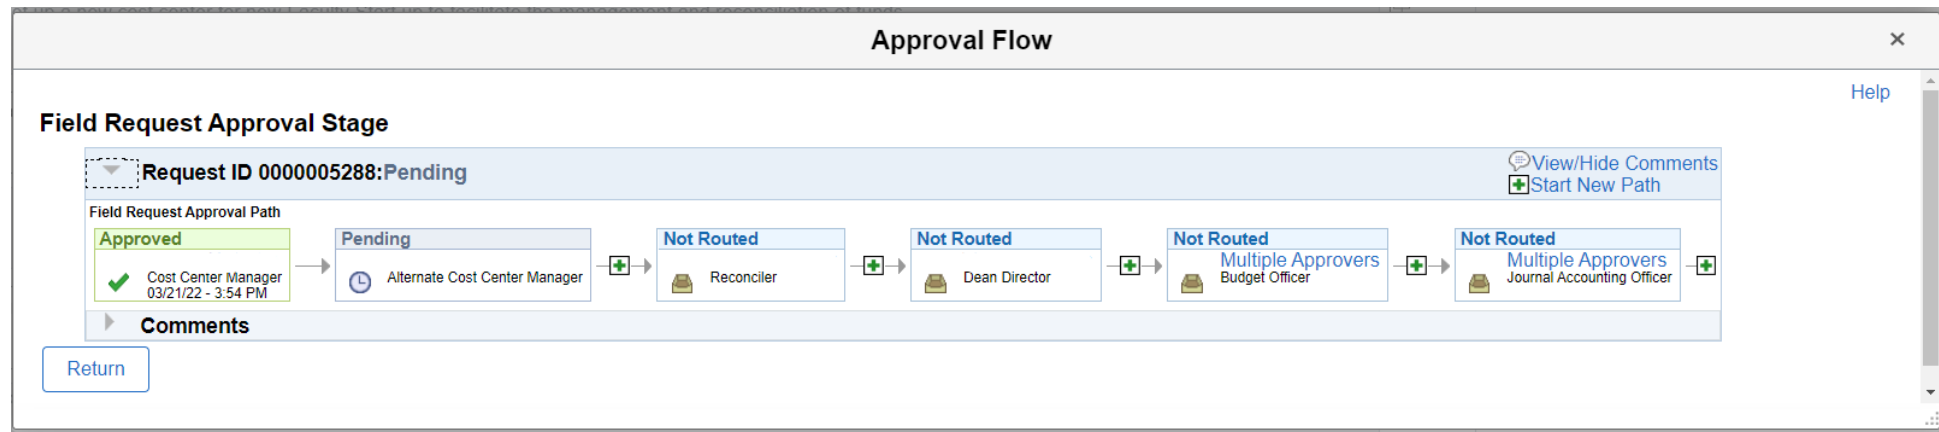 Approval Flow
×
Help
Field Request Approval Stage
Request ID 0000005288:Pending
View/Hide Comments
Start New Path
Field Request Approval Path
Approved
Cost Center Manager
03/21/22 - 3:54 PM
Pending
Alternate Cost Center Manager
Not Routed
Reconciler
Not Routed
Dean Director
Not Routed
Multiple Approvers
Budget Officer
Not Routed
Multiple Approvers
Journal Accounting Officer
Comments
Return